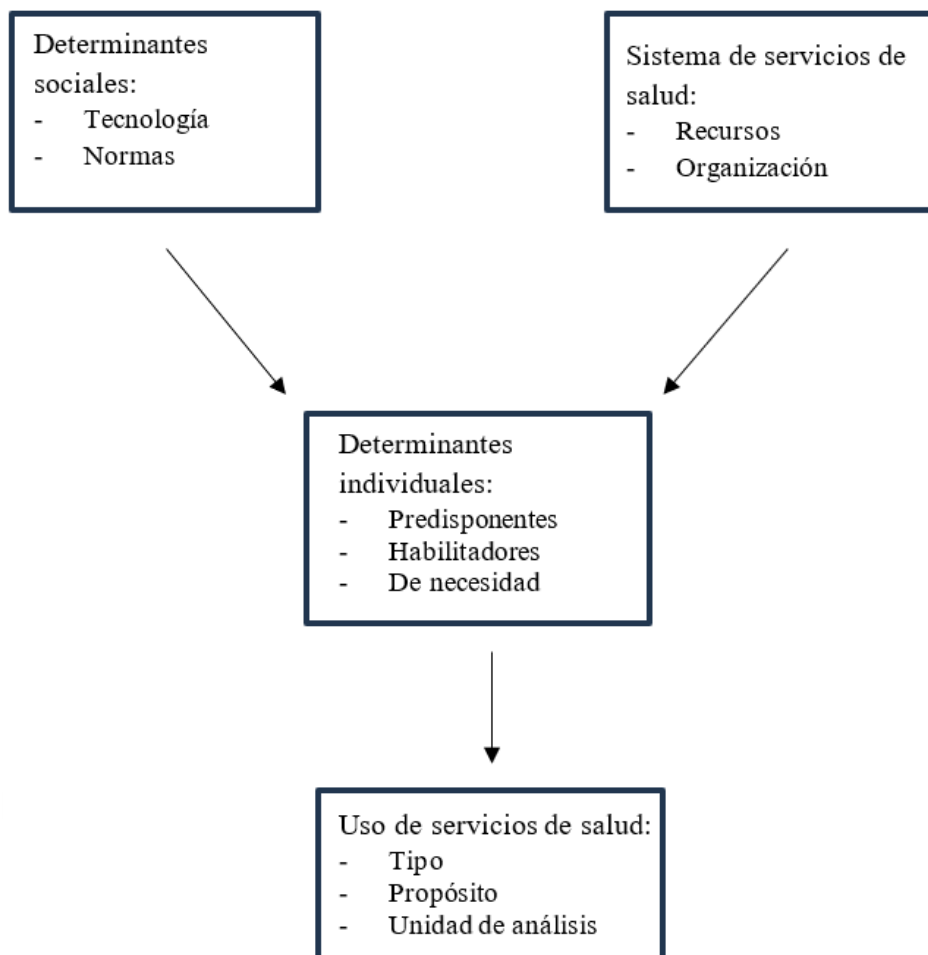 Determinantes
sociales:
- Tecnología
- Normas
Sistema de servicios de
salud:
- Recursos
- Organización
Determinantes
individuales:
- Predisponentes
- Habilitadores
- De necesidad
Uso de servicios de salud:
- Tipo
- Propósito
- Unidad de análisis